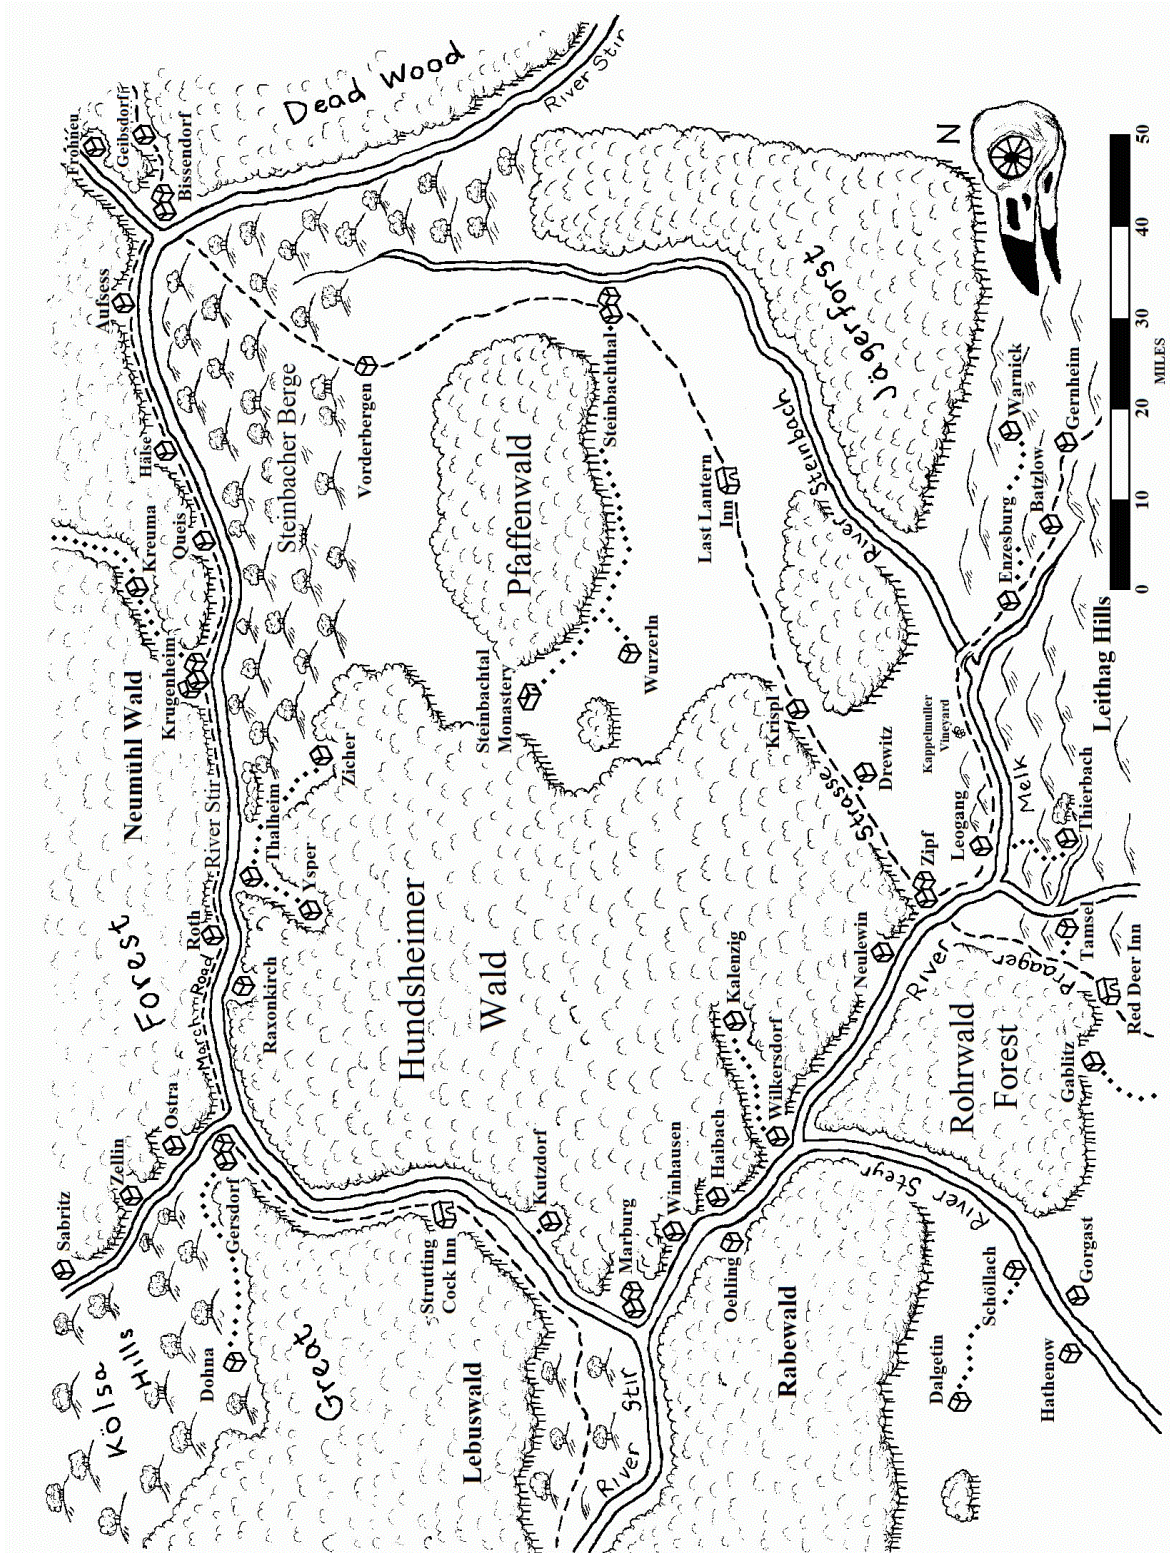 Frohneu
Geibsdorf
Bissendorf
Dead Wood
River Stir
Aufsess
Hälse
Queis
Kreuma
Krugenheim
Neumühl Wald
River Stir
Steinbacher Berge
Vorderbergen
Pfaffenwald
Steinbachthal
Last Lantern
Inn
Jägerforst
River Steinbach
River
N
Warnick
Gernheim
Batzlow
Enzesburg
0 10 20 30 40 50
MILES
Leithag Hills
Steinbachtal
Monastery
Wurzerln
Zicher
Thalheim
Ysper
Roth
March Road
Raxonkirch
Great
Forest
Ostra
Zellin
Sabritz
Gersdorf
Dohna
Kölsa
Hills
Hundsheimer
Wald
Krispl
Strasse
Drewitz
Kappelmuller
Vineyard
Leogang
Melk
Thierbach
Zipf
Neulewin
River
Praager
Tamsel
Red Deer Inn
Gablitz
Rohrwald
Forest
Kalenzig
Wilkersdorf
Haibach
Winhausen
Marburg
Kutzdorf
Strutting
Cock Inn
Lebuswald
River Stir
Oehling
Rabewald
River Steyr
Schöllach
Dalgetin
Gorgast
Hathenow